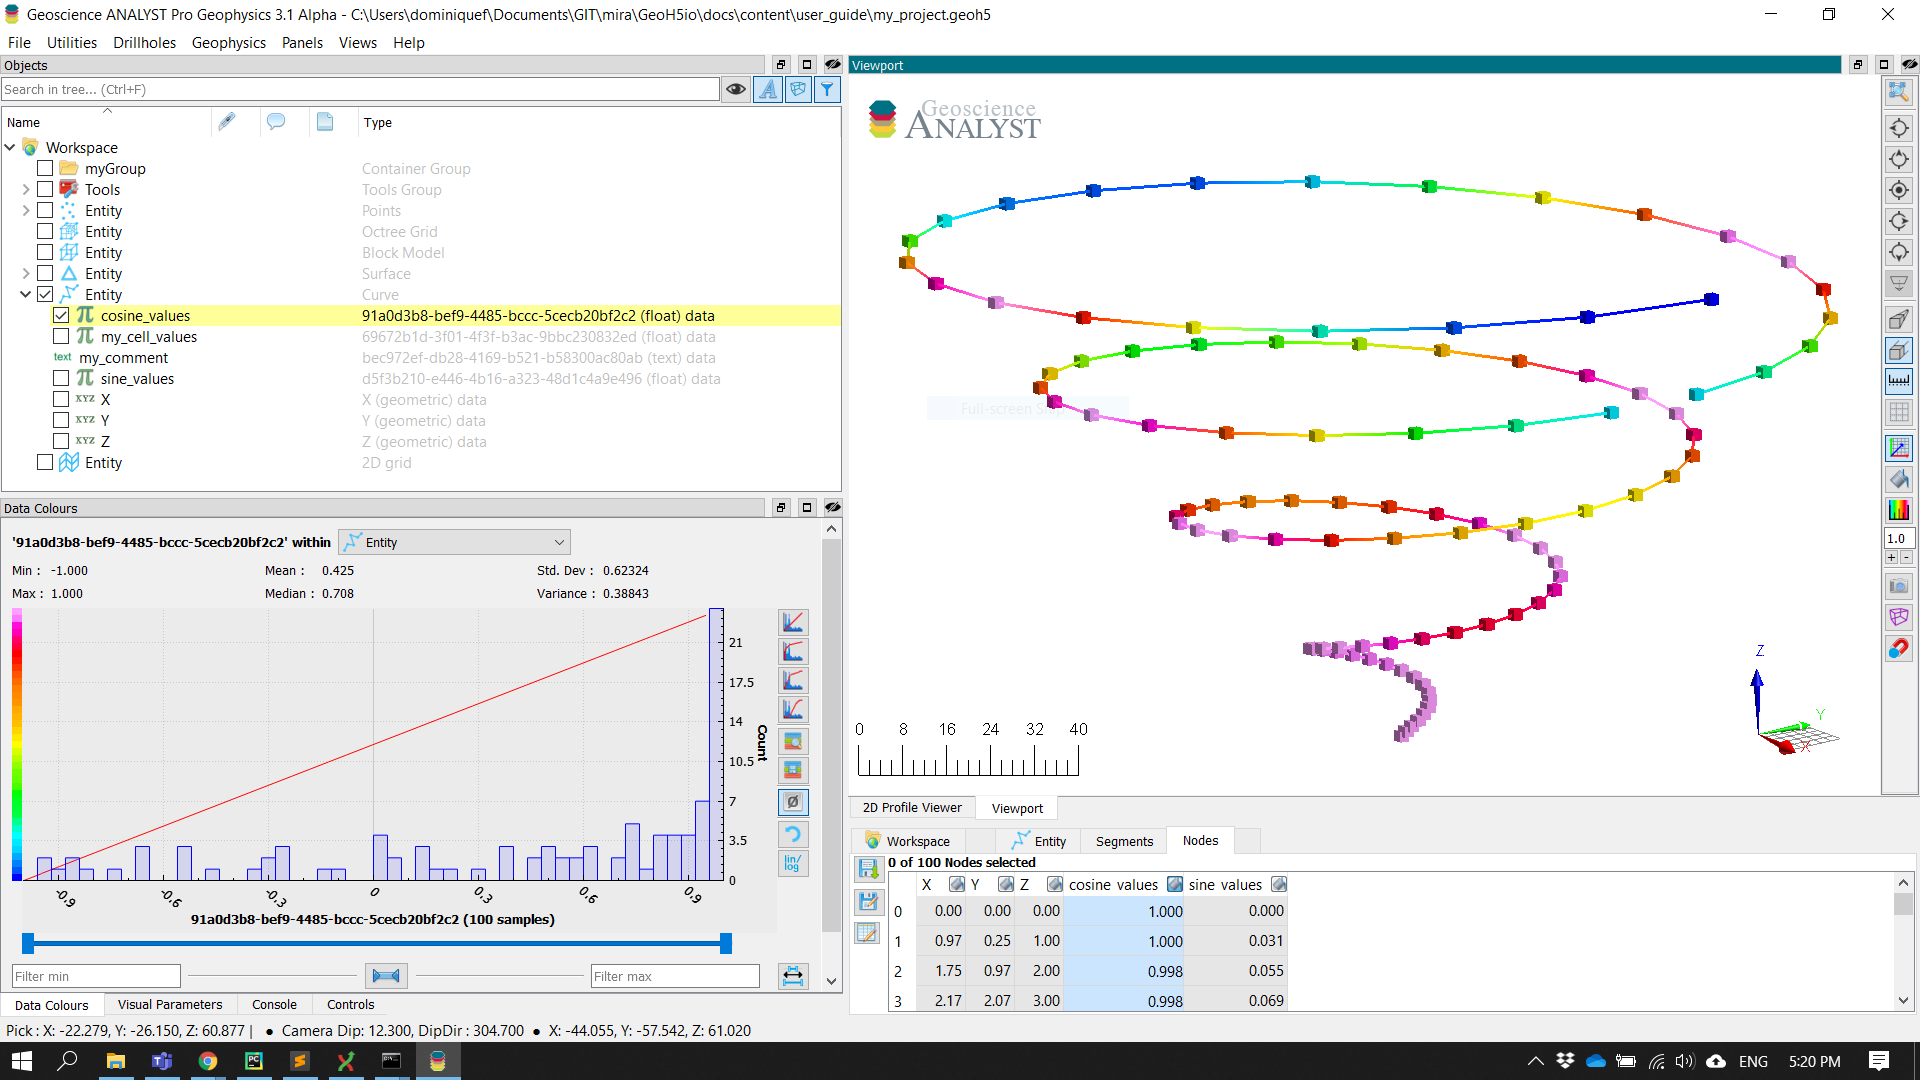 Geoscience ANALYST Pro Geophysics 3.1 Alpha - C:\Users\dominiquef\Documents\GIT\mira\GeoH5io\docs\content\user_guide\my_project.geoh5
File Utilities Drillholes Geophysics Panels Views Help
Objects
Search in tree... (Ctrl+F)
Name Type
Workspace
myGroup Container Group
Tools Tools Group
Entity Points
Entity Octree Grid
Entity Block Model
Entity Surface
Entity Curve
cosine_values 91a0d3b8-bef9-4485-bccc-5cecb20bf2c2 (float) data
my_cell_values 69672b1d-3f01-4f3f-b3ac-9bbc230832ed (float) data
text my_comment bec972ef-db28-4169-b521-b58300ac80ab (text) data
sine_values d5f3b210-e446-4b16-a323-48d1c4a9e496 (float) data
XYZ X X (geometric) data
XYZ Y Y (geometric) data
XYZ Z Z (geometric) data
Entity 2D grid
Data Colours
'91a0d3b8-bef9-4485-bccc-5cecb20bf2c2' within Entity
Min : -1.000 Mean : 0.425 Std. Dev : 0.62324
Max : 1.000 Median : 0.708 Variance : 0.38843
21
17.5
14
10.5
7
3.5
0
Count
-0.9 -0.6 -0.3 0 0.3 0.6 0.9
91a0d3b8-bef9-4485-bccc-5cecb20bf2c2 (100 samples)
lin/log
Filter min Filter max
Data Colours Visual Parameters Console Controls
Viewport
Geoscience
ANALYST
Full-screen
0 8 16 24 32 40
Z
Y
X
1.0
+ -
2D Profile Viewer Viewport
Workspace Entity Segments Nodes
0 of 100 Nodes selected
X Y Z cosine values sine values
0 0.00 0.00 0.00 1.000 0.000
1 0.97 0.25 1.00 1.000 0.031
2 1.75 0.97 2.00 0.998 0.055
3 2.17 2.07 3.00 0.998 0.069
Pick : X: -22.279, Y: -26.150, Z: 60.877 | ● Camera Dip: 12.300, DipDir : 304.700 ● X: -44.055, Y: -57.542, Z: 61.020
ENG 5:20 PM